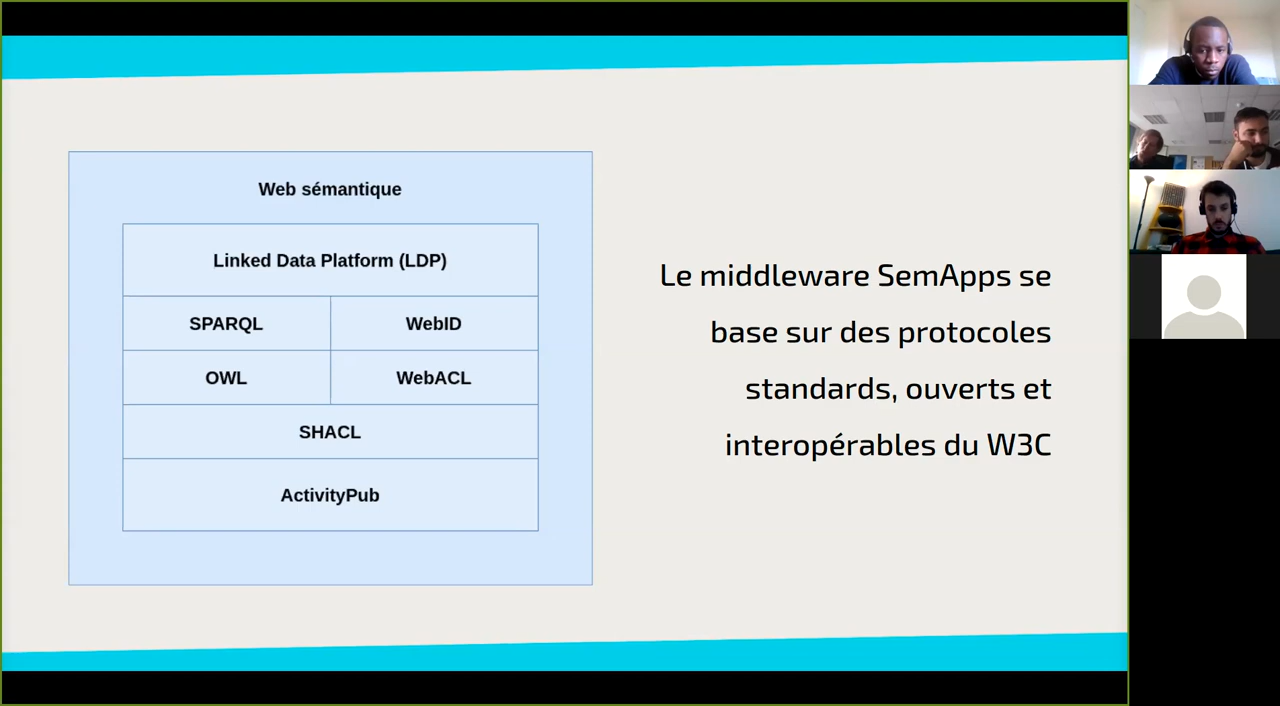 Web sémantique
Linked Data Platform (LDP)
SPARQL
WebID
OWL
WebACL
SHACL
ActivityPub
Le middleware SemApps se
base sur des protocoles
standards, ouverts et
interopérables du W3C